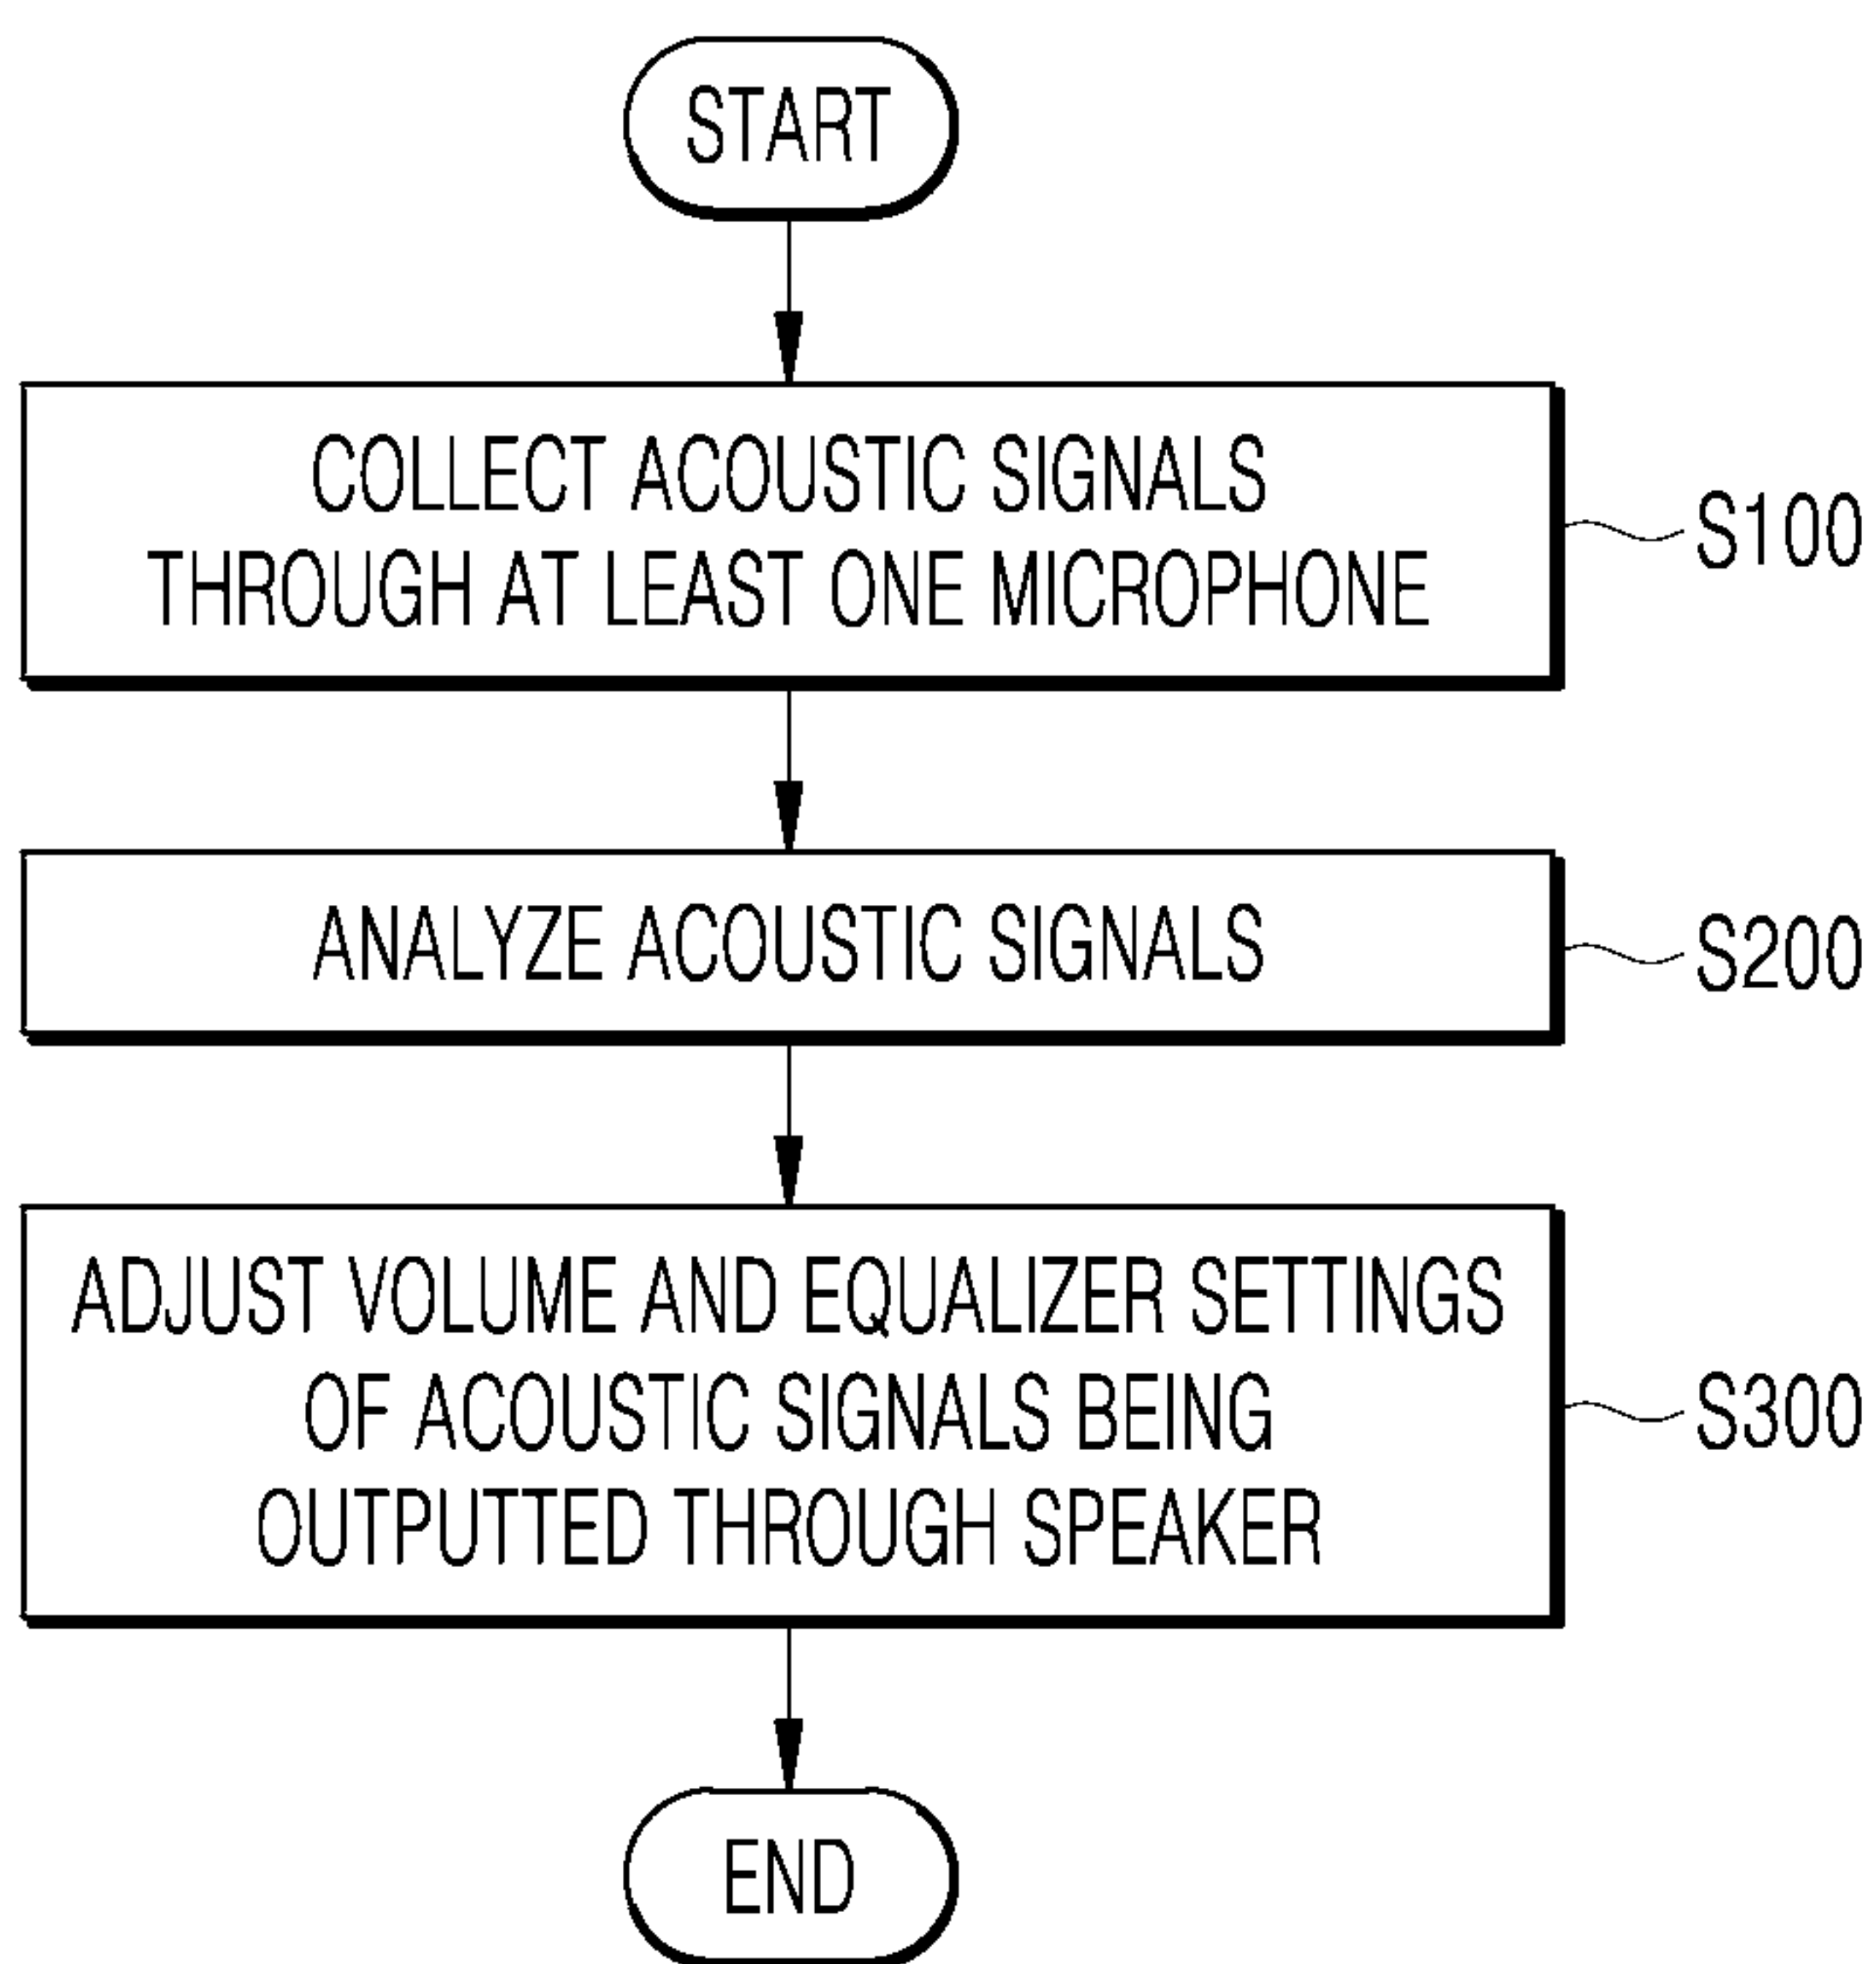 START
COLLECT ACOUSTIC SIGNALS
THROUGH AT LEAST ONE MICROPHONE
S100
ANALYZE ACOUSTIC SIGNALS
S200
ADJUST VOLUME AND EQUALIZER SETTINGS
OF ACOUSTIC SIGNALS BEING
OUTPUTTED THROUGH SPEAKER
S300
END